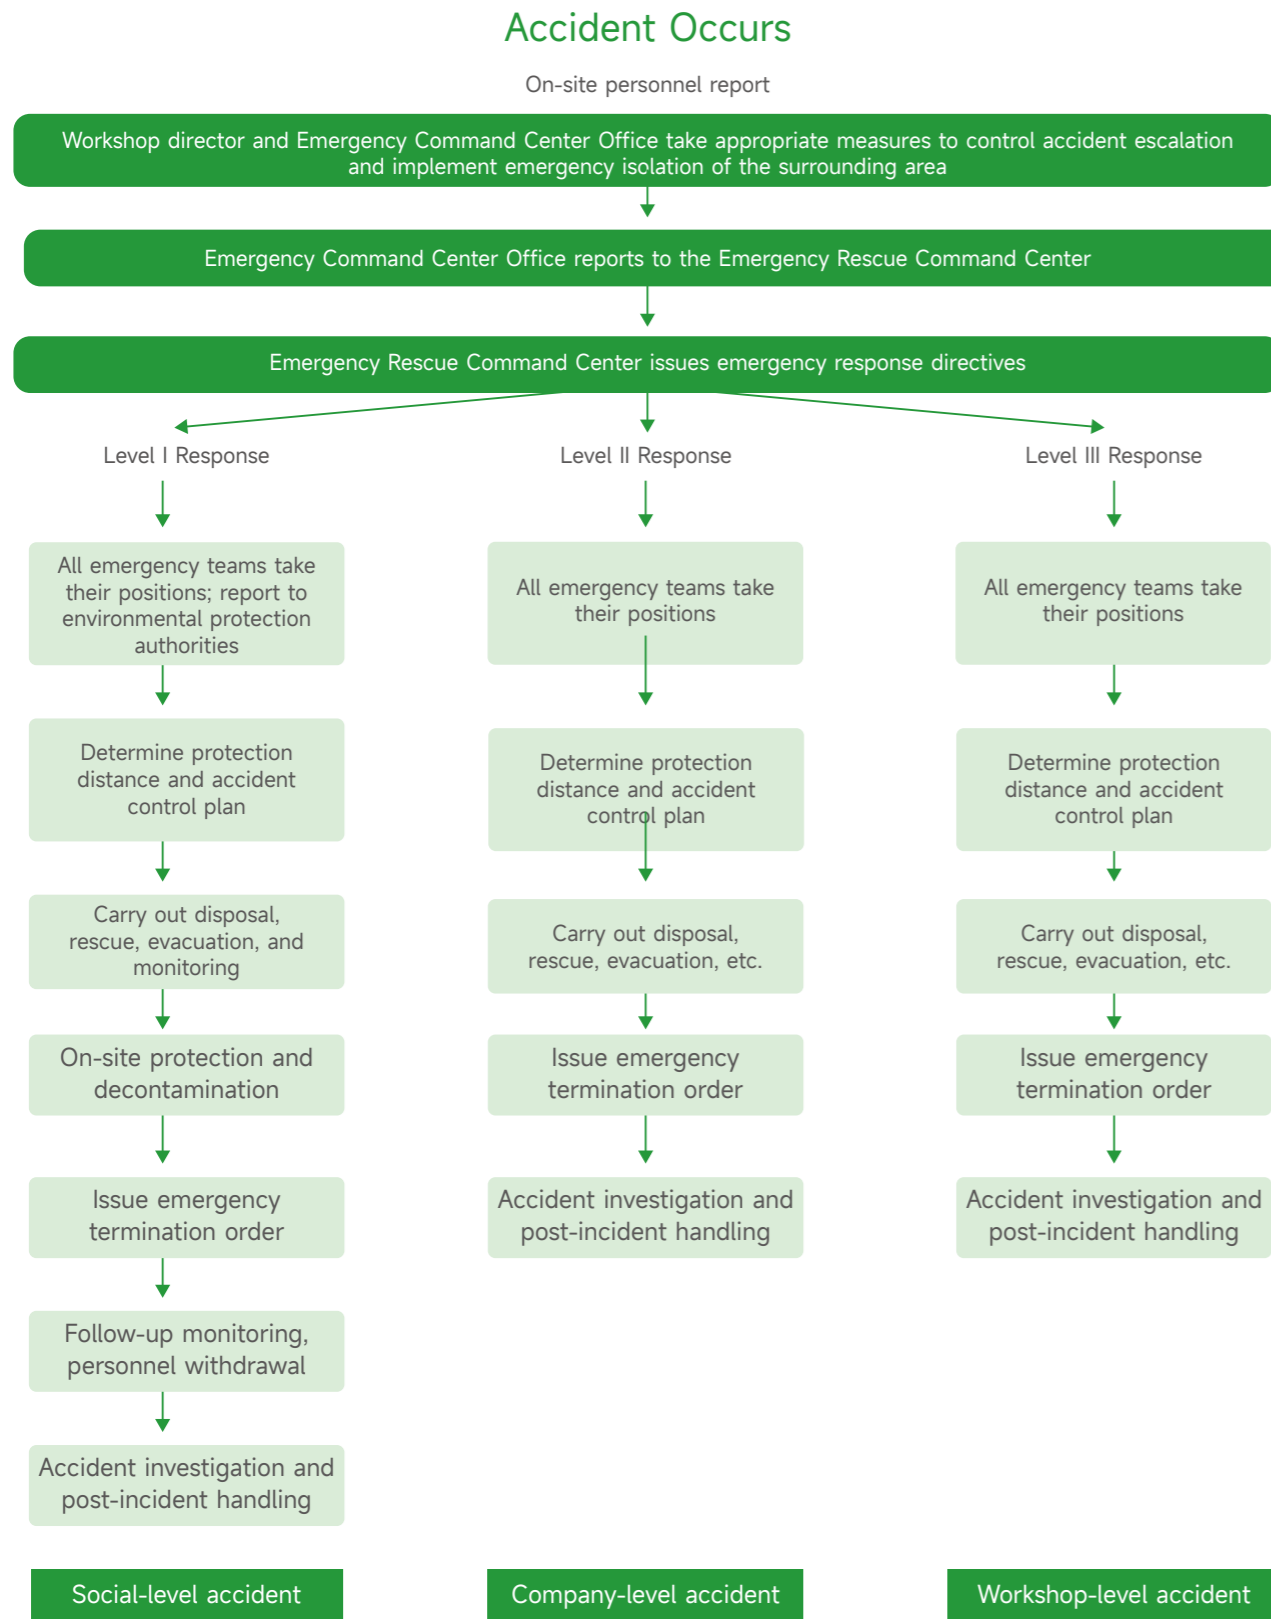 Accident Occurs
On-site personnel report
Workshop director and Emergency Command Center Office take appropriate measures to control accident escalation
and implement emergency isolation of the surrounding area
Emergency Command Center Office reports to the Emergency Rescue Command Center
Emergency Rescue Command Center issues emergency response directives
Level I Response
All emergency teams take
their positions; report to
environmental protection
authorities
Determine protection
distance and accident
control plan
Carry out disposal,
rescue, evacuation, and
monitoring
On-site protection and
decontamination
Issue emergency
termination order
Follow-up monitoring,
personnel withdrawal
Accident investigation and
post-incident handling
Social-level accident
Level II Response
All emergency teams take
their positions
Determine protection
distance and accident
control plan
Carry out disposal,
rescue, evacuation, etc.
Issue emergency
termination order
Accident investigation and
post-incident handling
Company-level accident
Level III Response
All emergency teams take
their positions
Determine protection
distance and accident
control plan
Carry out disposal,
rescue, evacuation, etc.
Issue emergency
termination order
Accident investigation and
post-incident handling
Workshop-level accident